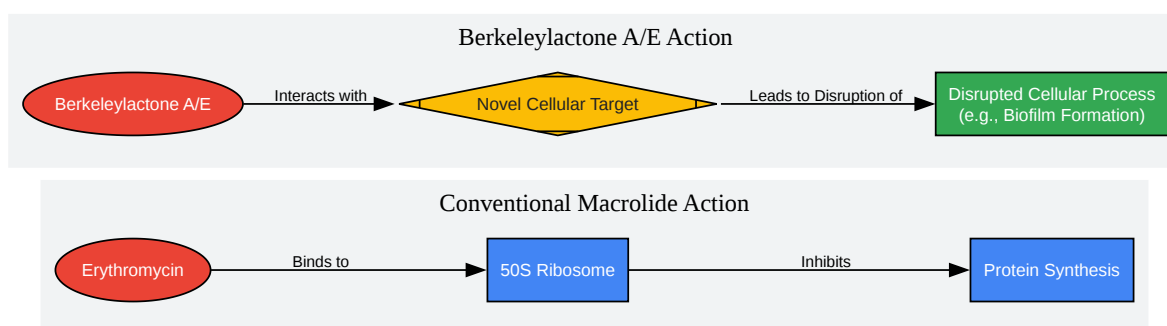 Berkeleylactone A/E Action
Berkeleylactone A/E
Interacts with
Novel Cellular Target
Leads to Disruption of
Disrupted Cellular Process
(e.g., Biofilm Formation)
Conventional Macrolide Action
Erythromycin
Binds to
50S Ribosome
Inhibits
Protein Synthesis